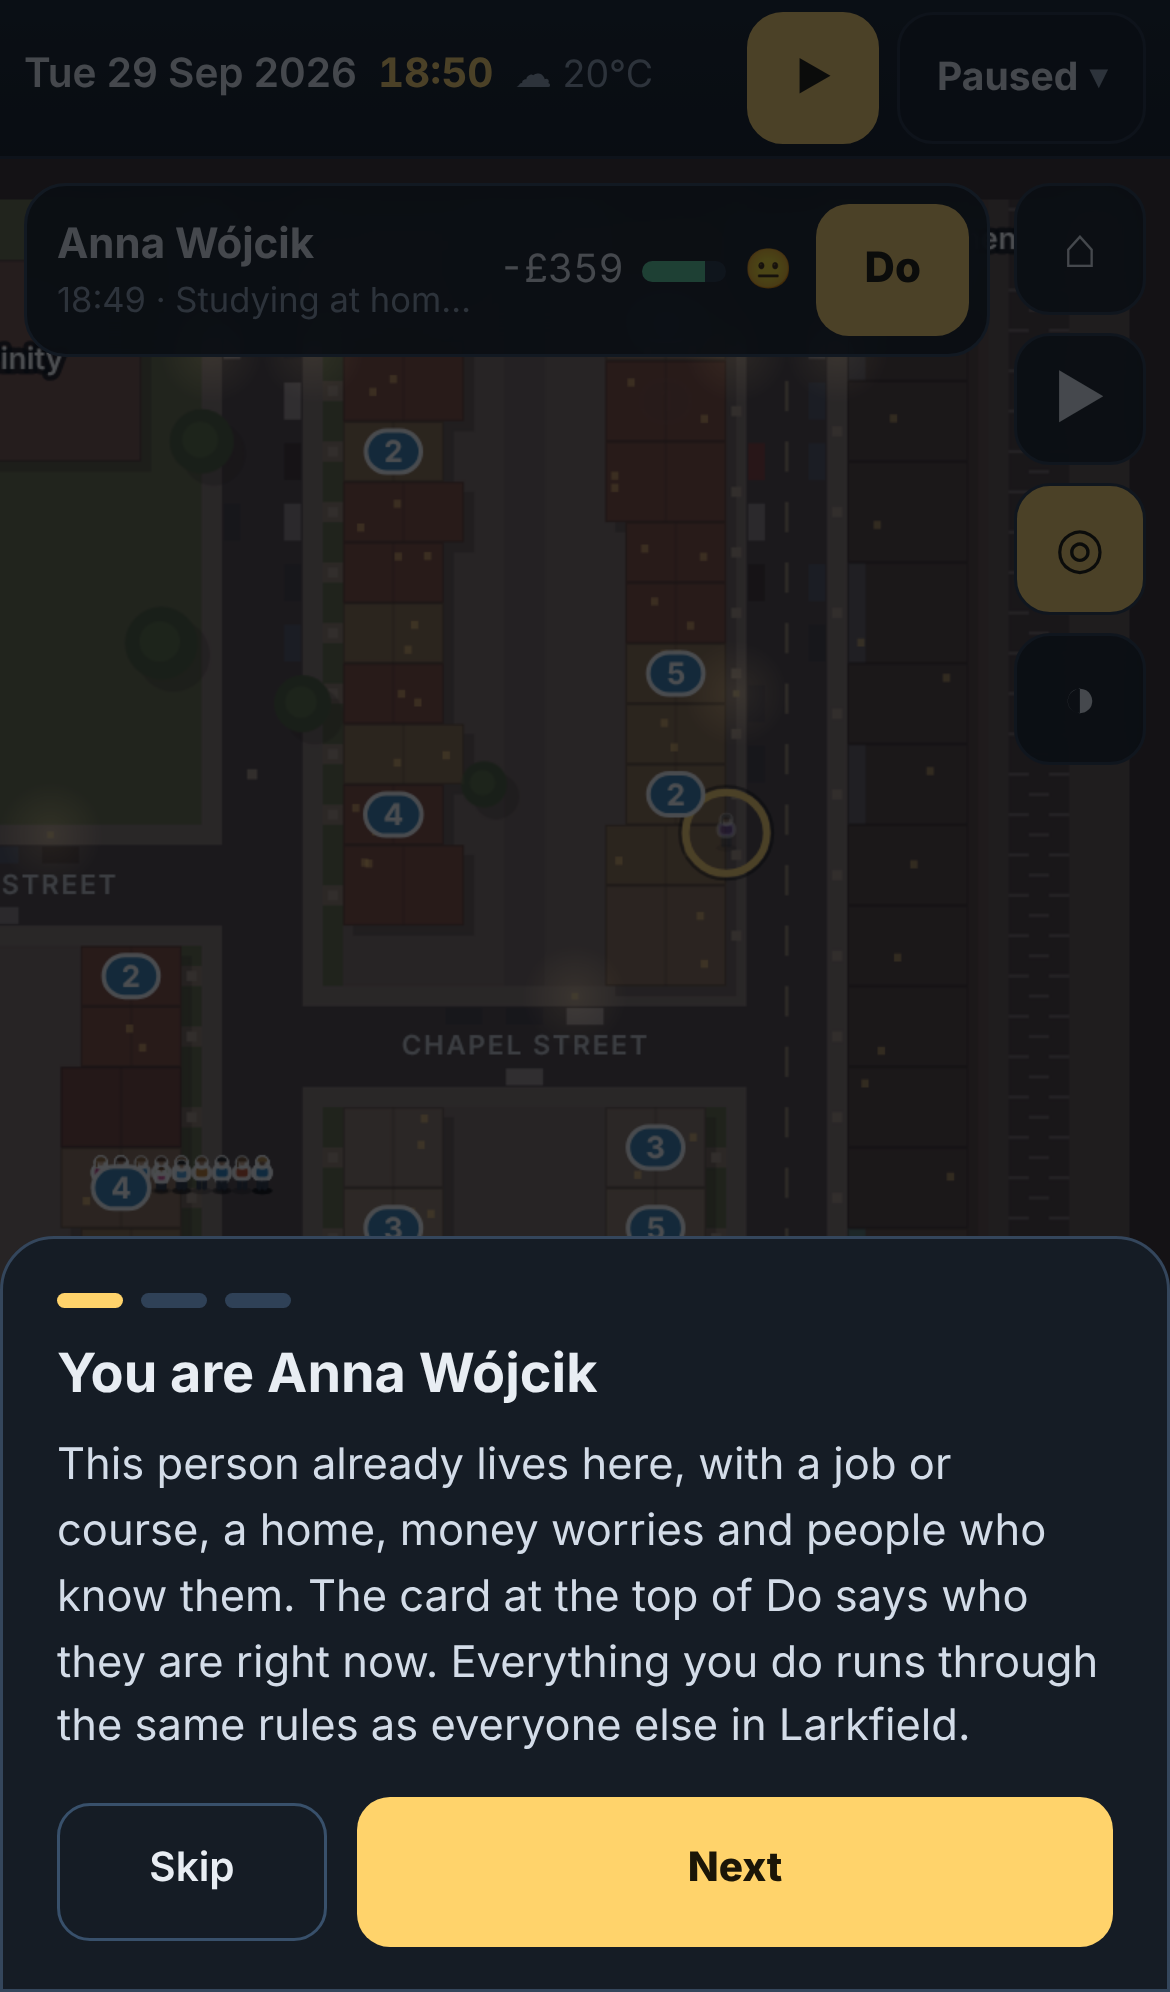 Tue 29 Sep 2026 18:50 ☁ 20°C
Paused ▾
Anna Wójcik
-£359
Do
18:49 · Studying at hom...
en
inity
2
5
2
4
STREET
2
CHAPEL STREET
3
4
3
5
You are Anna Wójcik
This person already lives here, with a job or
course, a home, money worries and people who
know them. The card at the top of Do says who
they are right now. Everything you do runs through
the same rules as everyone else in Larkfield.
Skip
Next